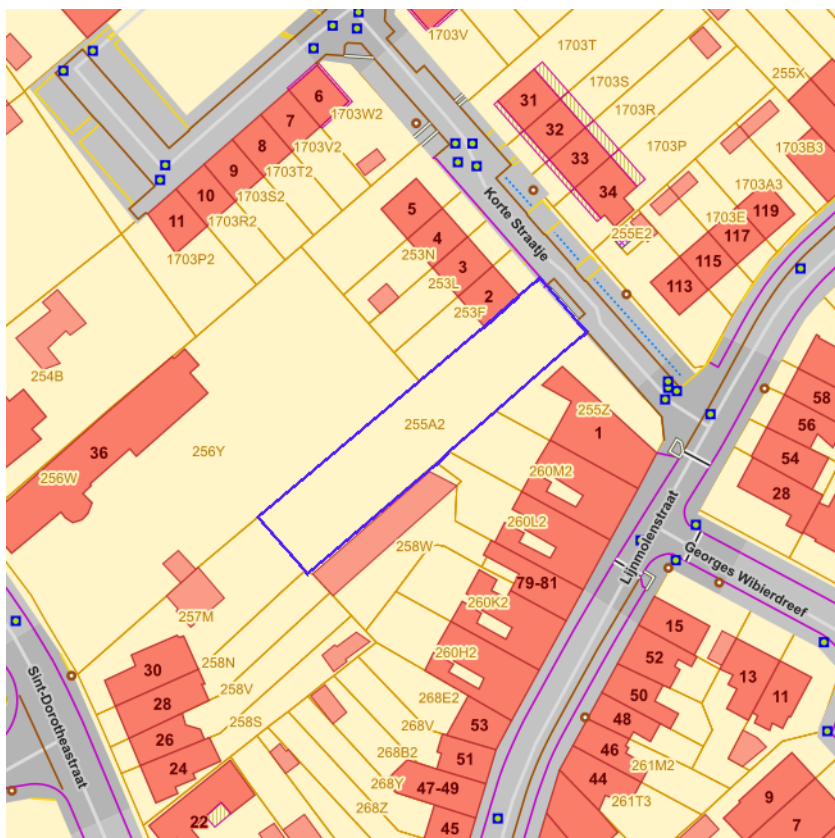 1703V
1703T
1703S
1703R
1703P
255X
1703B3
31
32
33
34
6
1703W2
7
1703V2
8
1703T2
9
1703S2
10
1703R2
11
1703P2
5
4
253N
3
253L
2
253F
Korte Straatje
255E2
1703A3
1703E
119
117
115
113
254B
36
256W
256Y
255A2
255Z
1
260M2
260L2
258W
79-81
260K2
260H2
Lijnmolenstraat
Georges Wibierdreef
58
56
54
28
257M
258N
258V
258S
30
28
26
24
22
Sint-Dorotheastraat
268E2
268V
268B2
268Y
268Z
53
51
47-49
45
15
52
50
48
46
44
261M2
261T3
13
11
9
7